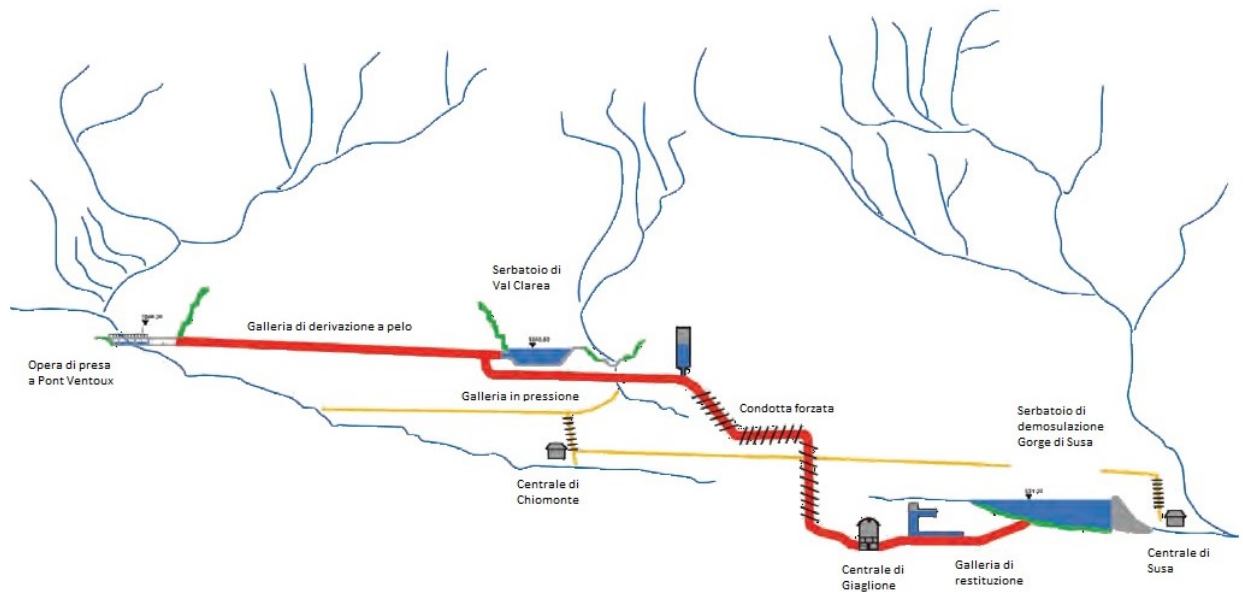 Serbatoio di
Val Clarea
Galleria di derivazione a pelo
Opera di presa
a Pont Ventoux
Galleria in pressione
Condotta forzata
Serbatoio di
demosulazione
Gorge di Susa
Centrale di
Chiomonte
Centrale di
Giaglione
Galleria di
restituzione
Centrale di
Susa